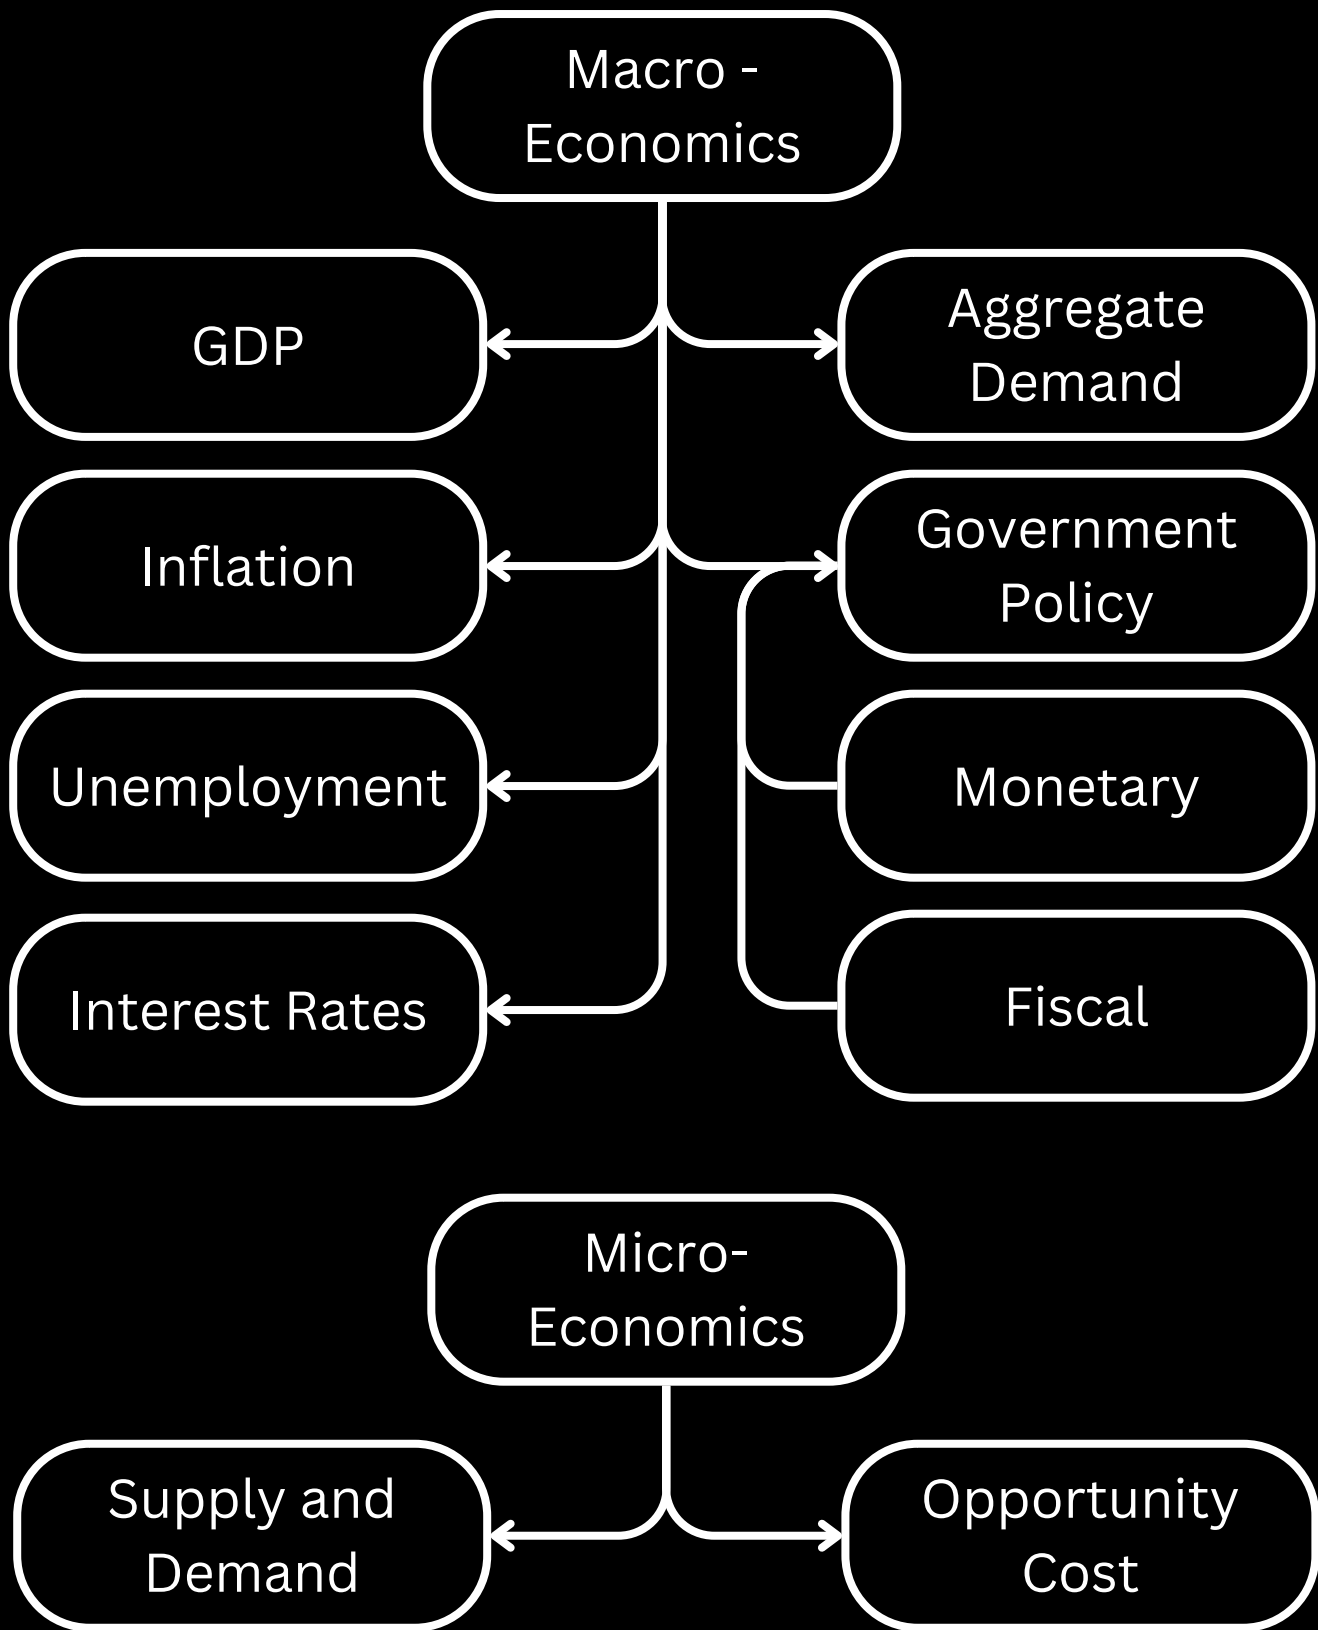 Macro -
Economics
GDP
Aggregate
Demand
Inflation
Government
Policy
Unemployment
Monetary
Interest Rates
Fiscal
Micro-
Economics
Supply and
Demand
Opportunity
Cost